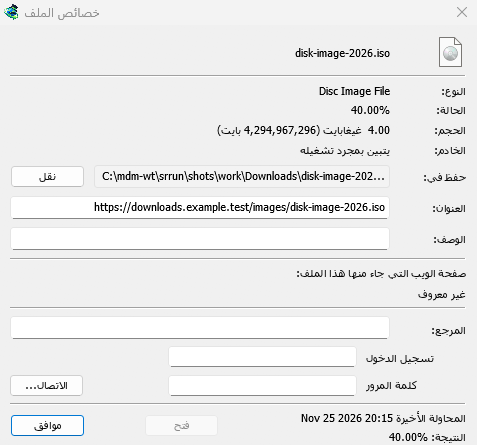 خصائص الملف
disk-image-2026.iso
النوع: Disc Image File
الحالة: 40.00%
الحجم: 4.00 غيغابايت (4,294,967,296 بايت)
الخادم: يتبين بمجرد تشغيله
حفظ في: C:\mdm-wt\srrun\shots\work\Downloads\disk-image-202... نقل
العنوان: https://downloads.example.test/images/disk-image-2026.iso
الوصف:
صفحة الويب التي جاء منها هذا الملف:
غير معروف
المرجع:
تسجيل الدخول
كلمة المرور الاتصال...
المحاولة الأخيرة Nov 25 2026 20:15
النتيجة: 40.00%
فتح موافق